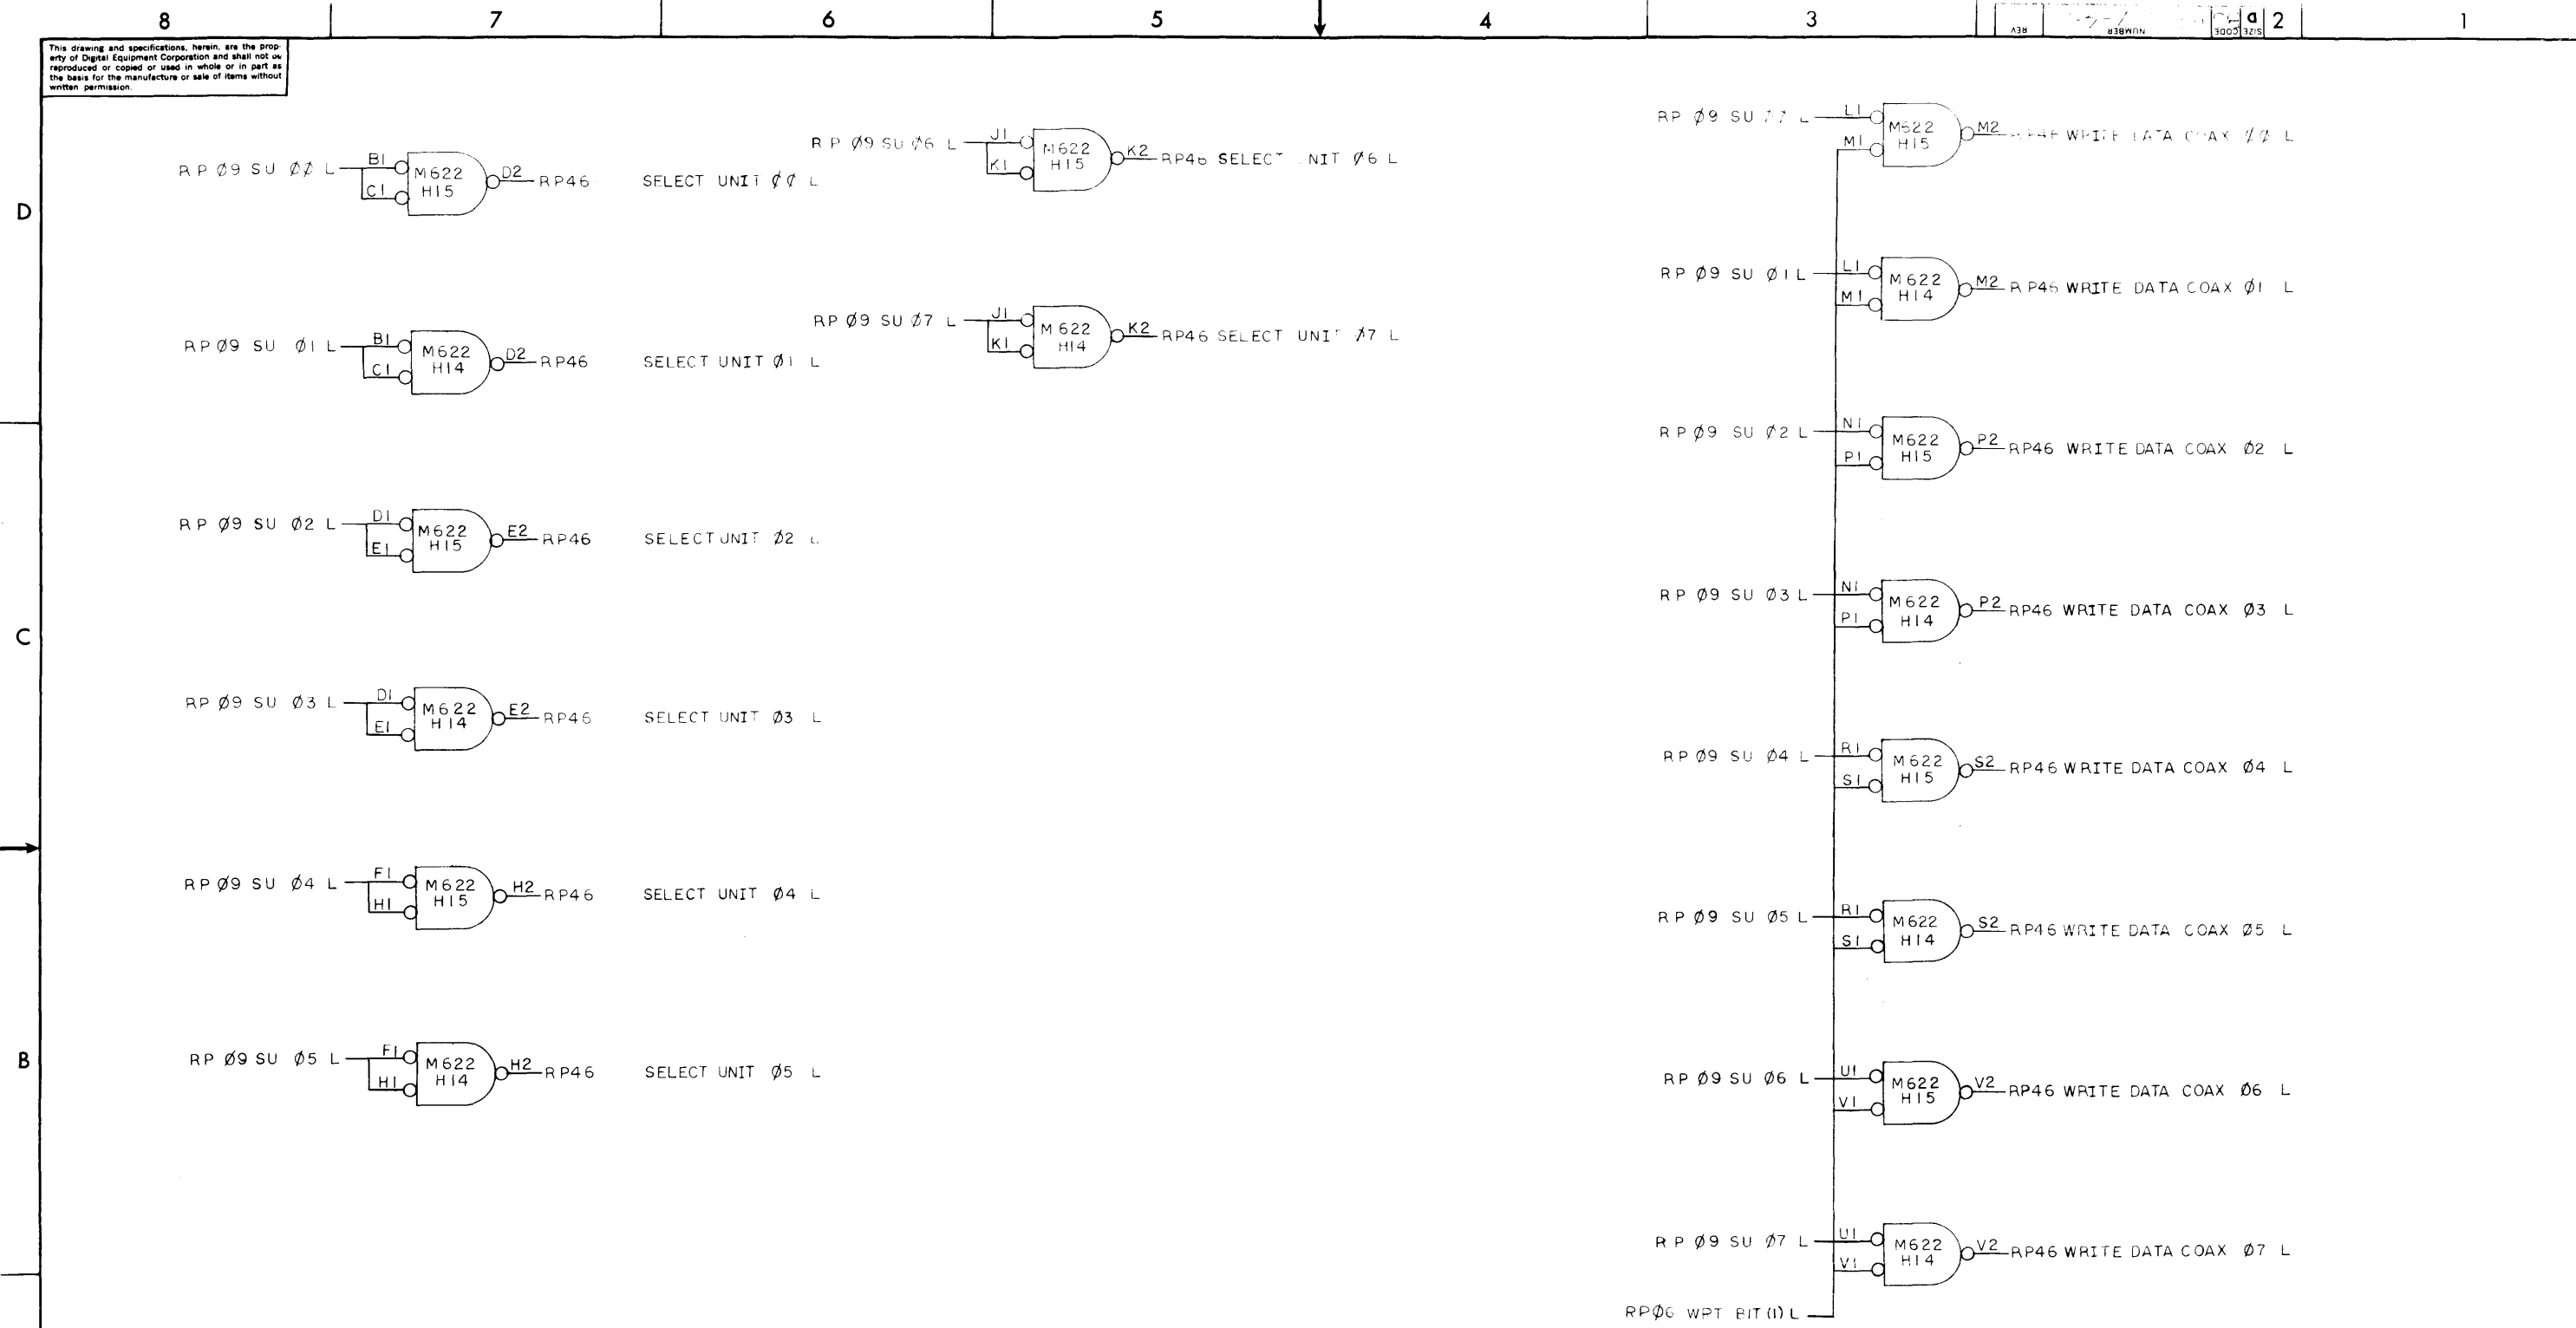 8 7 6 5 4 3 2 1
REV NUMBER CODE SIZE D
This drawing and specifications, herein, are the prop-
erty of Digital Equipment Corporation and shall not be
reproduced or copied or used in whole or in part as
the basis for the manufacture or sale of items without
written permission.
D
RP Ø9 SU ØØ L B1 C1 M622 H15 D2 RP46 SELECT UNIT ØØ L
RP Ø9 SU Ø1 L B1 C1 M622 H14 D2 RP46 SELECT UNIT Ø1 L
C
RP Ø9 SU Ø2 L D1 E1 M622 H15 E2 RP46 SELECT UNIT Ø2 L
RP Ø9 SU Ø3 L D1 E1 M622 H14 E2 RP46 SELECT UNIT Ø3 L
B
RP Ø9 SU Ø4 L F1 H1 M622 H15 H2 RP46 SELECT UNIT Ø4 L
RP Ø9 SU Ø5 L F1 H1 M622 H14 H2 RP46 SELECT UNIT Ø5 L
RP Ø9 SU Ø6 L J1 K1 M622 H15 K2 RP46 SELECT UNIT Ø6 L
RP Ø9 SU Ø7 L J1 K1 M622 H14 K2 RP46 SELECT UNIT Ø7 L
RP Ø9 SU L L1 M1 M622 H15 M2 RP46 WRITE DATA COAX ØØ L
RP Ø9 SU Ø1 L L1 M1 M622 H14 M2 RP46 WRITE DATA COAX Ø1 L
RP Ø9 SU Ø2 L N1 P1 M622 H15 P2 RP46 WRITE DATA COAX Ø2 L
RP Ø9 SU Ø3 L N1 P1 M622 H14 P2 RP46 WRITE DATA COAX Ø3 L
RP Ø9 SU Ø4 L R1 S1 M622 H15 S2 RP46 WRITE DATA COAX Ø4 L
RP Ø9 SU Ø5 L R1 S1 M622 H14 S2 RP46 WRITE DATA COAX Ø5 L
RP Ø9 SU Ø6 L U1 V1 M622 H15 V2 RP46 WRITE DATA COAX Ø6 L
RP Ø9 SU Ø7 L U1 V1 M622 H14 V2 RP46 WRITE DATA COAX Ø7 L
RPØ6 WPT BIT (1) L